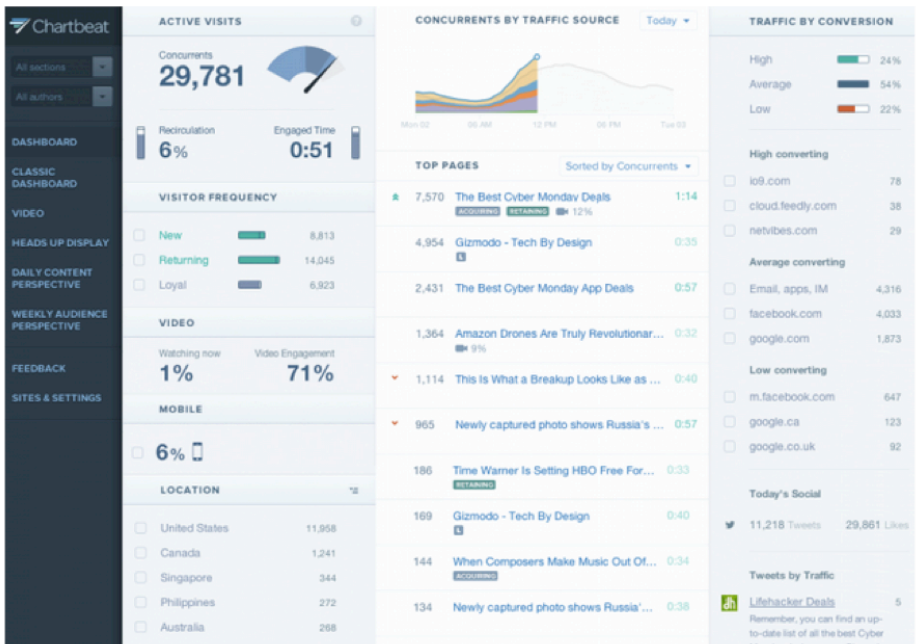 Chartbeat
All sections
All authors
DASHBOARD
CLASSIC
DASHBOARD
VIDEO
HEADS UP DISPLAY
DAILY CONTENT
PERSPECTIVE
WEEKLY AUDIENCE
PERSPECTIVE
FEEDBACK
SITES & SETTINGS
ACTIVE VISITS
Concurrents
29,781
Recirculation
6%
Engaged Time
0:51
VISITOR FREQUENCY
New 8,813
Returning 14,045
Loyal 6,923
VIDEO
Watching now
1%
Video Engagement
71%
MOBILE
6%
LOCATION
United States 11,958
Canada 1,241
Singapore 344
Philippines 272
Australia 268
CONCURRENTS BY TRAFFIC SOURCE
Today
Mon 02 06 AM 12 PM 06 PM Tue 03
TOP PAGES
Sorted by Concurrents
7,570 The Best Cyber Monday Deals 1:14
ACQUIRING RETAINING 12%
4,954 Gizmodo - Tech By Design 0:35
L
2,431 The Best Cyber Monday App Deals 0:57
1,364 Amazon Drones Are Truly Revolutionar... 0:32
9%
1,114 This Is What a Breakup Looks Like as ... 0:40
965 Newly captured photo shows Russia's ... 0:57
186 Time Warner Is Setting HBO Free For... 0:33
RETAINING
169 Gizmodo - Tech By Design 0:40
L
144 When Composers Make Music Out Of... 0:34
ACQUIRING
134 Newly captured photo shows Russia'... 0:38
TRAFFIC BY CONVERSION
High 24%
Average 54%
Low 22%
High converting
io9.com 78
cloud.feedly.com 38
netvibes.com 29
Average converting
Email, apps, IM 4,316
facebook.com 4,033
google.com 1,873
Low converting
m.facebook.com 647
google.ca 123
google.co.uk 92
Today's Social
11,218 Tweets 29,861 Likes
Tweets by Traffic
dh
Lifehacker Deals 5
Remember, you can find an up-
to-date list of all the best Cyber